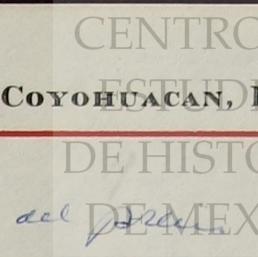 CENTRO
ESTUDI
COYOHUACAN,
DE HISTO
DE MEX
del